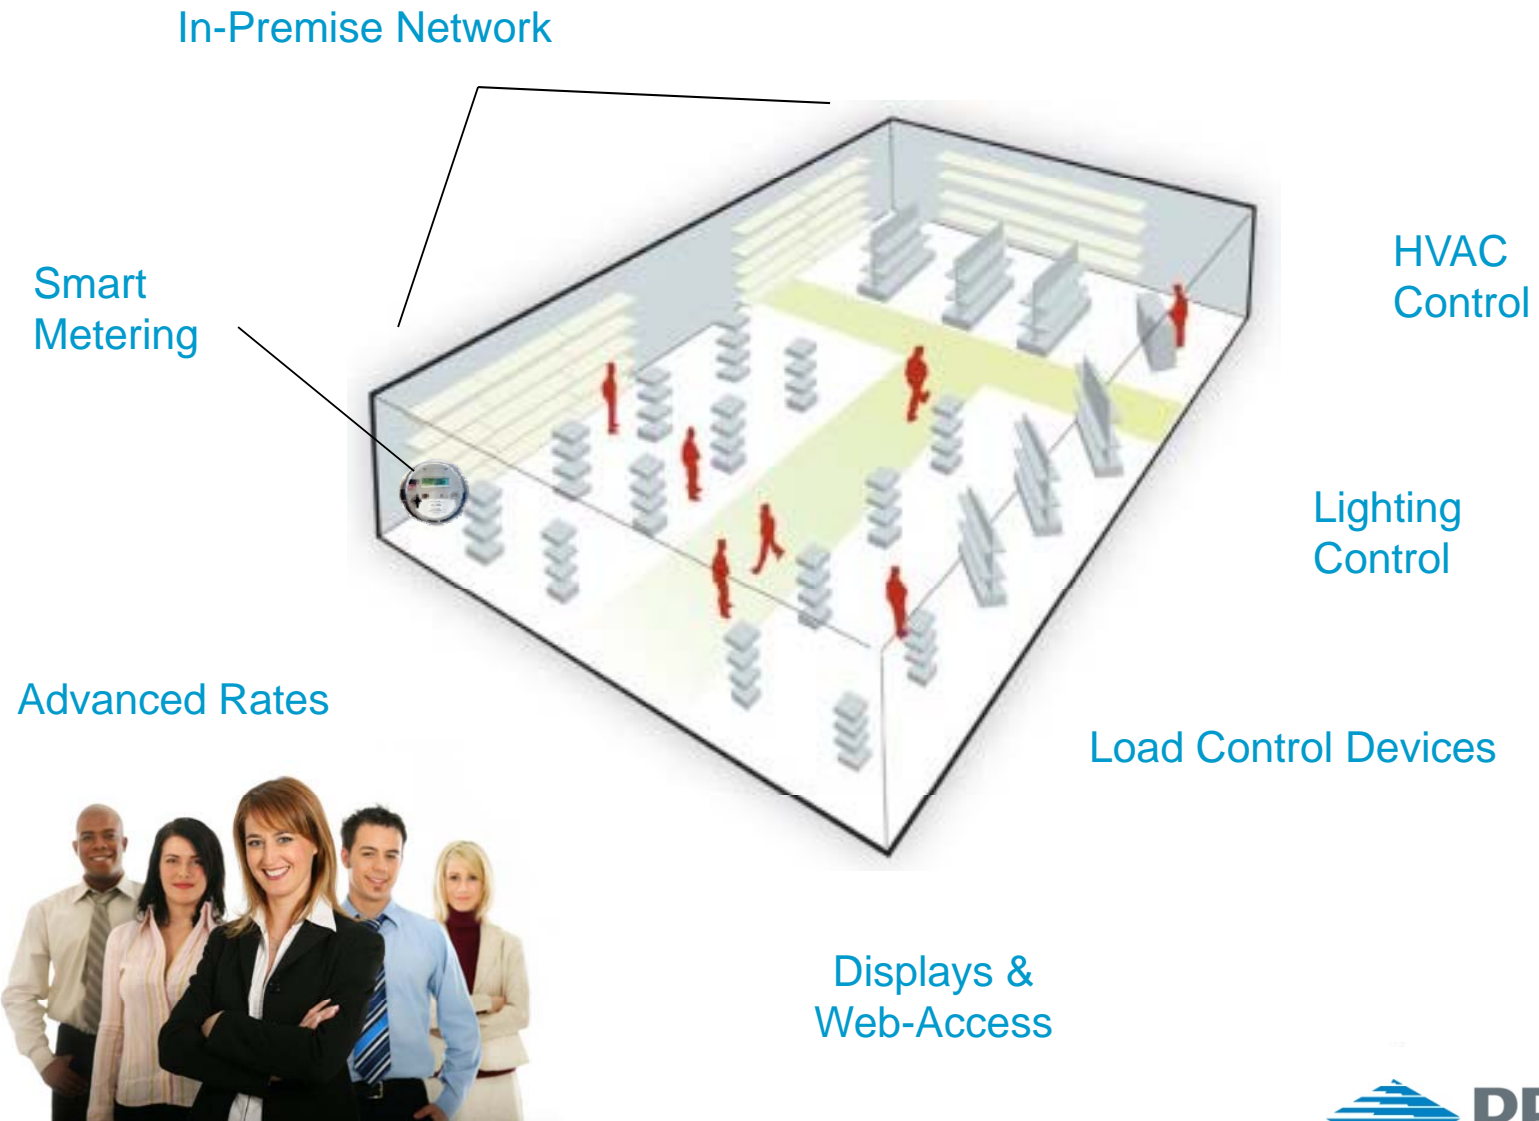 In-Premise Network
Smart
Metering
HVAC
Control
Lighting
Control
Advanced Rates
Load Control Devices
Displays &
Web-Access